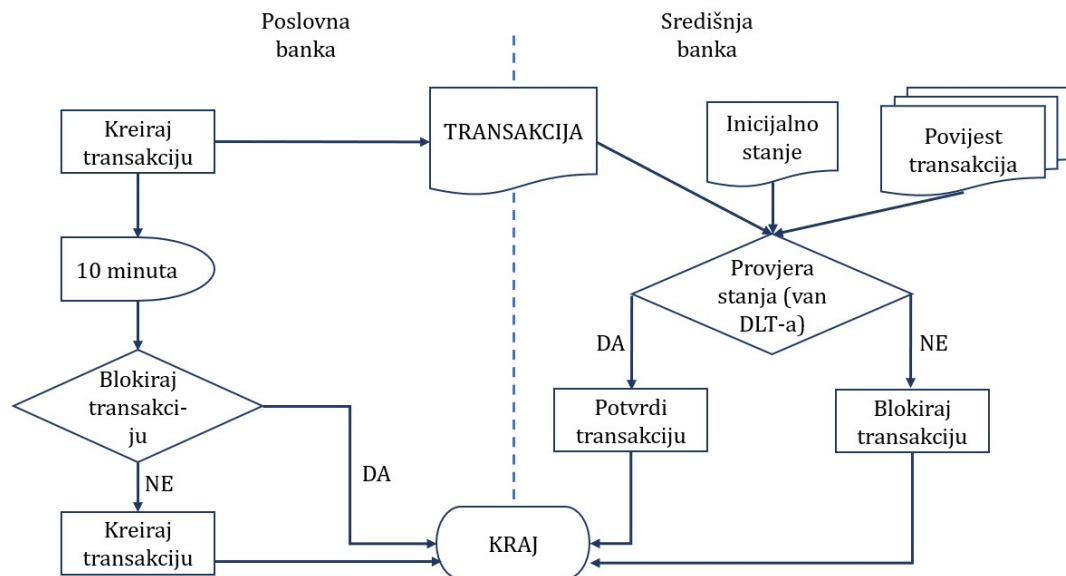 Poslovna
banka
Središnja
banka
Kreiraj
transakciju
TRANSAKCIJA
Inicijalno
stanje
Povijest
transakcija
10 minuta
Provjera
stanja (van
DLT-a)
DA
NE
Blokiraj
transakci-
ju
Potvrdi
transakciju
Blokiraj
transakciju
NE
DA
Kreiraj
transakciju
KRAJ